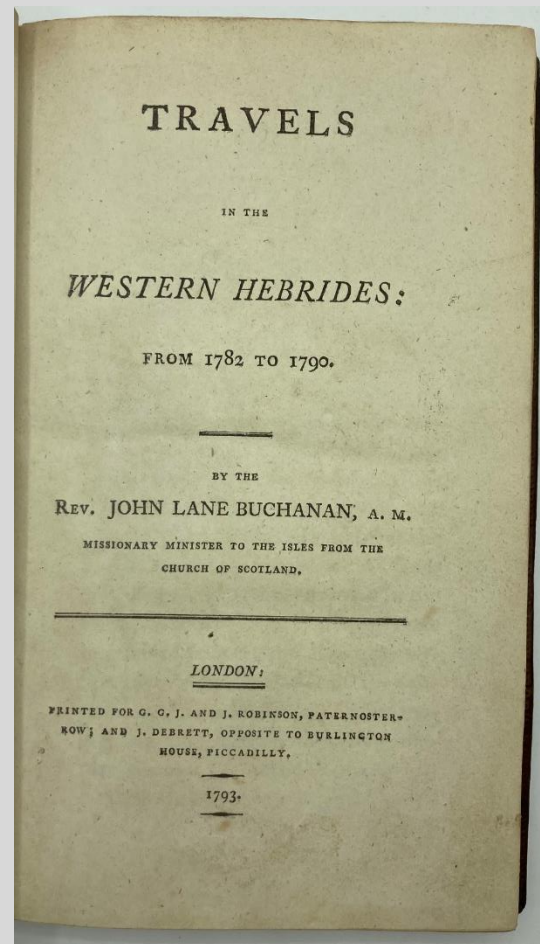 TRAVELS
IN THE
WESTERN HEBRIDES:
FROM 1782 TO 1790.
BY THE
REV. JOHN LANE BUCHANAN, A. M.
MISSIONARY MINISTER TO THE ISLES FROM THE
CHURCH OF SCOTLAND.
LONDON:
PRINTED FOR G. G. J. AND J. ROBINSON, PATERNOSTER-
ROW; AND J. DEBRETT, OPPOSITE TO BURLINGTON
HOUSE, PICCADILLY.
1793.